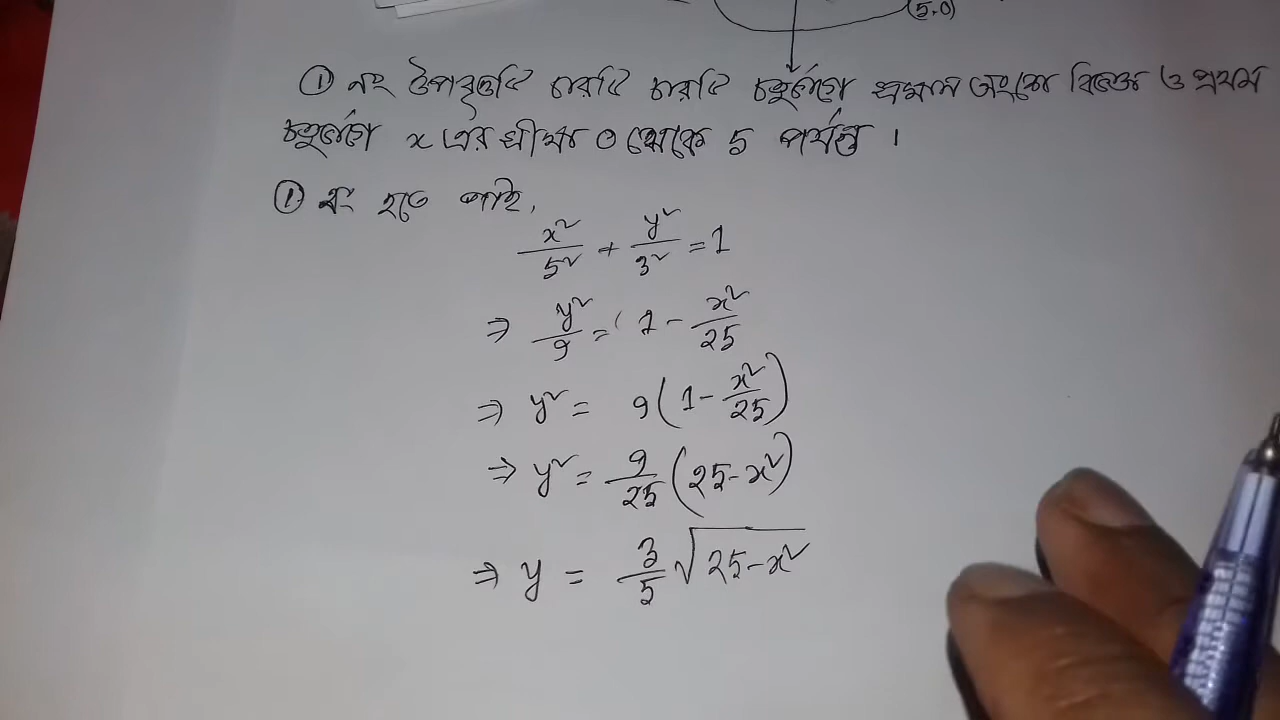 (5,0)
① নং উপবৃত্তটি চারটি চারটি চতুর্ভাগে সমান অংশে বিভক্ত ও প্রথম
চতুর্ভাগে x এর সীমা 0 থেকে 5 পর্যন্ত ।
① নং হতে পাই,
x²/5² + y²/3² = 1
⇒ y²/9 = 1 - x²/25
⇒ y² = 9(1 - x²/25)
⇒ y² = 9/25 (25 - x²)
⇒ y = 3/5 √(25 - x²)